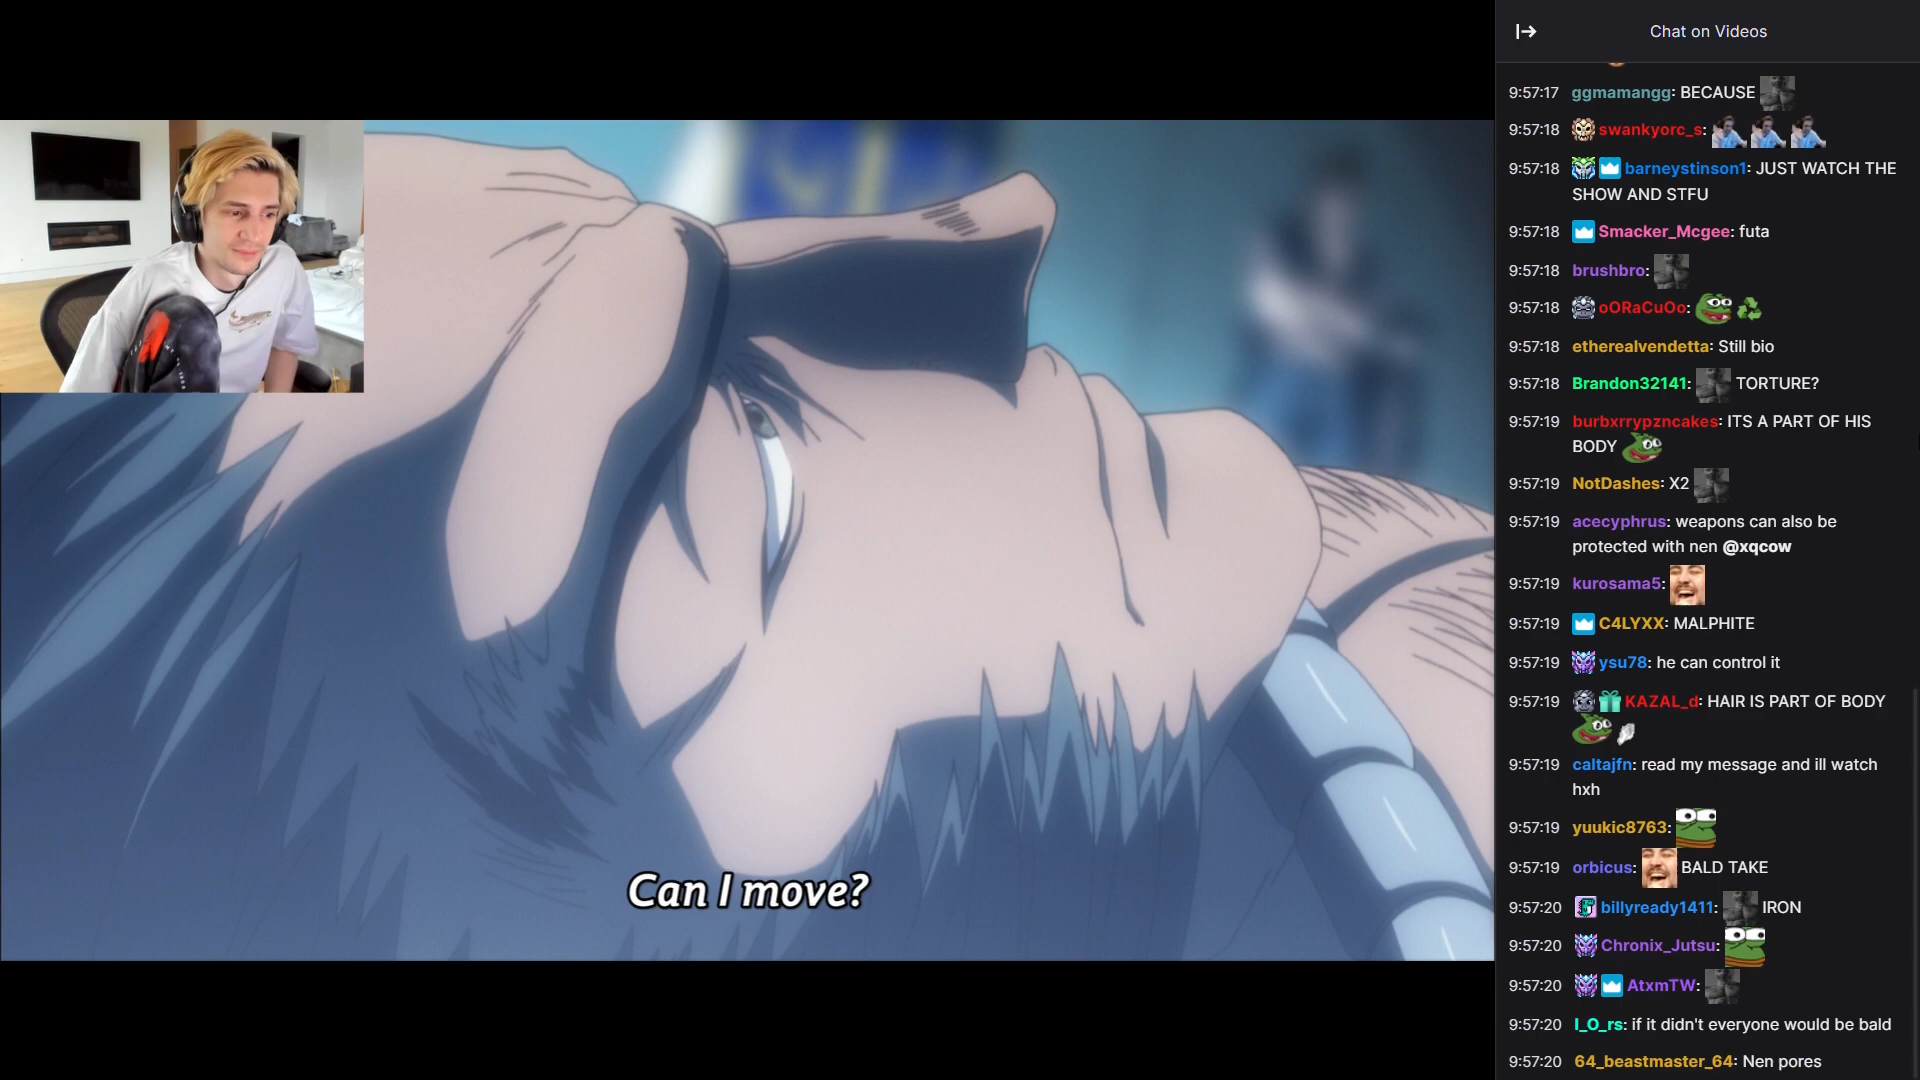 Chat on Videos
9:57:17 ggmamangg: BECAUSE
9:57:18 swankyorc_s:
9:57:18 barneystinson1: JUST WATCH THE
SHOW AND STFU
9:57:18 Smacker_Mcgee: futa
9:57:18 brushbro:
9:57:18 oORaCuOo:
9:57:18 etherealvendetta: Still bio
9:57:18 Brandon32141: TORTURE?
9:57:19 burbxrrypzncakes: ITS A PART OF HIS
BODY
9:57:19 NotDashes: X2
9:57:19 acecyphrus: weapons can also be
protected with nen @xqcow
9:57:19 kurosama5:
9:57:19 C4LYXX: MALPHITE
9:57:19 ysu78: he can control it
9:57:19 KAZAL_d: HAIR IS PART OF BODY
9:57:19 caltajfn: read my message and ill watch
hxh
9:57:19 yuukic8763:
9:57:19 orbicus: BALD TAKE
9:57:20 billyready1411: IRON
9:57:20 Chronix_Jutsu:
9:57:20 AtxmTW:
9:57:20 I_O_rs: if it didn't everyone would be bald
9:57:20 64_beastmaster_64: Nen pores
Can I move?